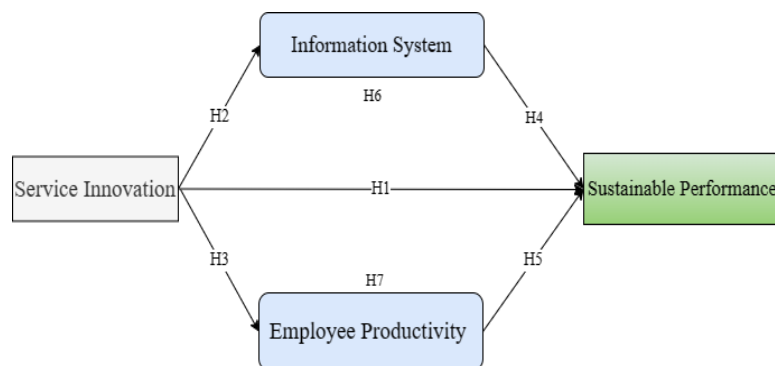 Information System
H6
H2
H4
Service Innovation
H1
Sustainable Performance
H3
H7
H5
Employee Productivity